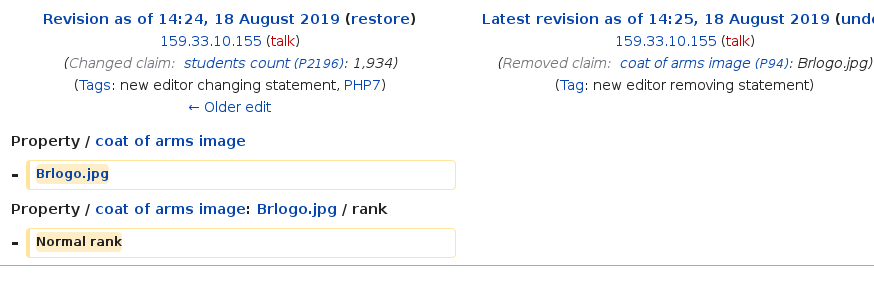 Revision as of 14:24, 18 August 2019 (restore)
159.33.10.155 (talk)
(Changed claim: students count (P2196): 1,934)
(Tags: new editor changing statement, PHP7)
← Older edit
Latest revision as of 14:25, 18 August 2019 (undo
159.33.10.155 (talk)
(Removed claim: coat of arms image (P94): Brlogo.jpg)
(Tag: new editor removing statement)
Property / coat of arms image
- Brlogo.jpg
Property / coat of arms image: Brlogo.jpg / rank
- Normal rank